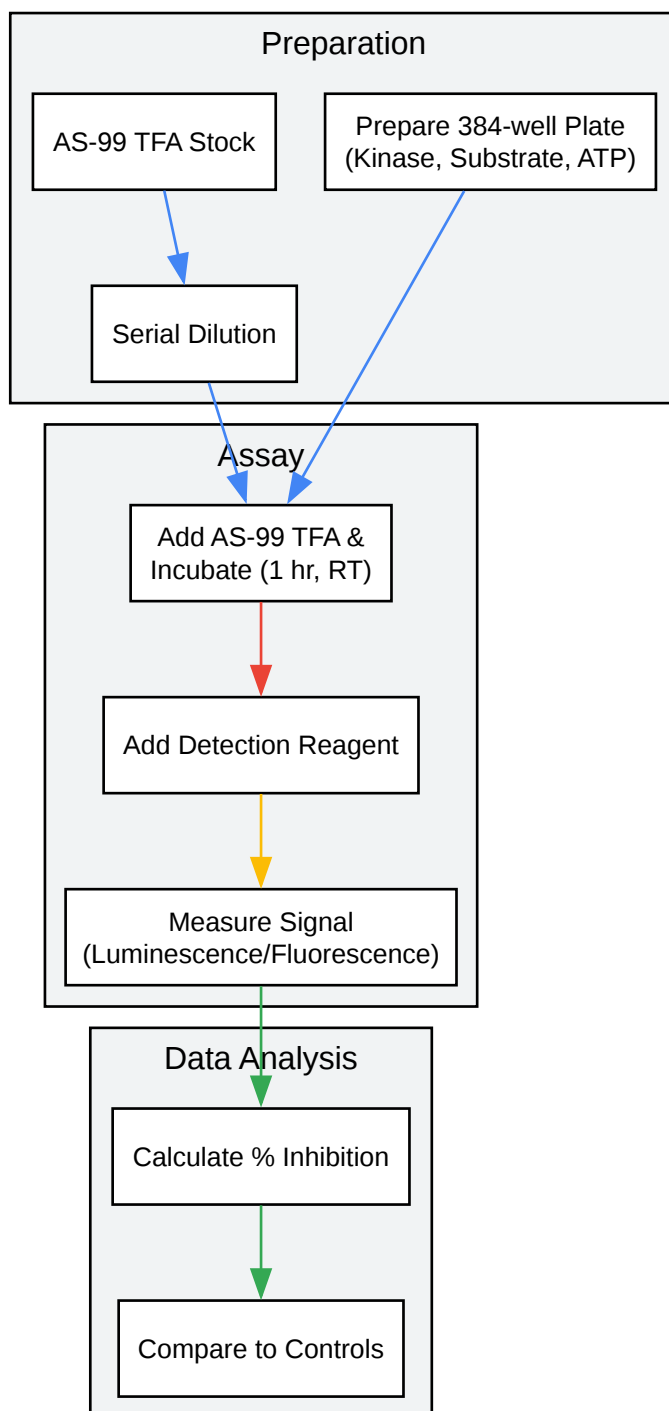 Preparation
AS-99 TFA Stock
Prepare 384-well Plate
(Kinase, Substrate, ATP)
Serial Dilution
Assay
Add AS-99 TFA &
Incubate (1 hr, RT)
Add Detection Reagent
Measure Signal
(Luminescence/Fluorescence)
Data Analysis
Calculate % Inhibition
Compare to Controls